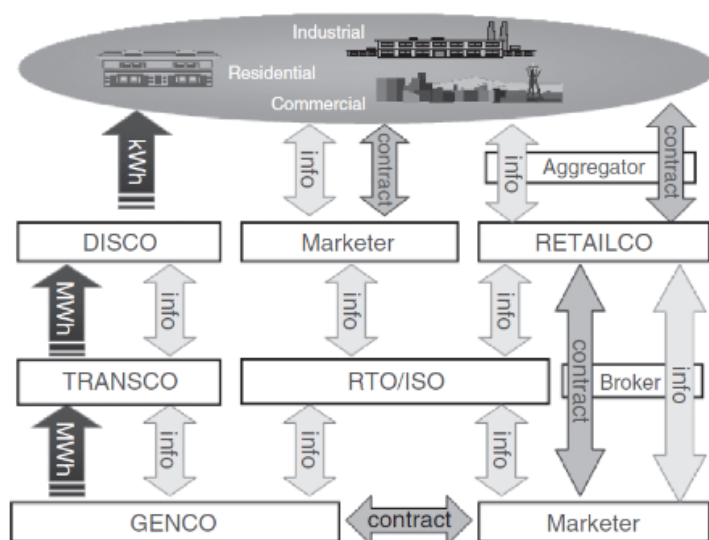 Industrial
Residential
Commercial
kWh
info
contract
info
Aggregator
contract
DISCO
Marketer
RETAILCO
MWh
info
info
info
contract
info
TRANSCO
RTO/ISO
Broker
MWh
info
info
info
GENCO
contract
Marketer